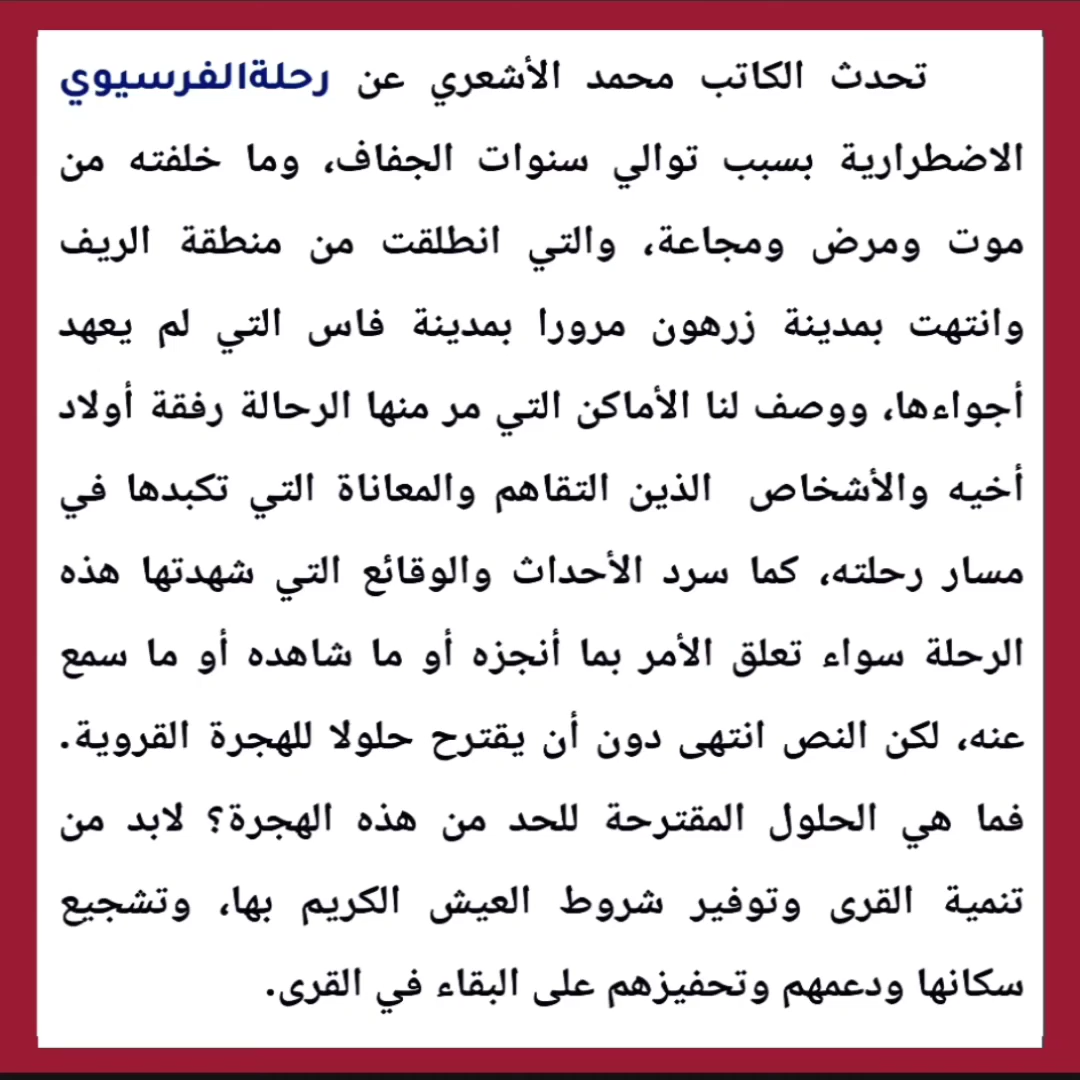 تحدث الكاتب محمد الأشعري عن رحلةالفرسيوي
الاضطرارية بسبب توالي سنوات الجفاف، وما خلفته من
موت ومرض ومجاعة، والتي انطلقت من منطقة الريف
وانتهت بمدينة زرهون مرورا بمدينة فاس التي لم يعهد
أجواءها، ووصف لنا الأماكن التي مر منها الرحالة رفقة أولاد
أخيه والأشخاص الذين التقاهم والمعاناة التي تكبدها في
مسار رحلته، كما سرد الأحداث والوقائع التي شهدتها هذه
الرحلة سواء تعلق الأمر بما أنجزه أو ما شاهده أو ما سمع
عنه، لكن النص انتهى دون أن يقترح حلولا للهجرة القروية.
فما هي الحلول المقترحة للحد من هذه الهجرة؟ لابد من
تنمية القرى وتوفير شروط العيش الكريم بها، وتشجيع
سكانها ودعمهم وتحفيزهم على البقاء في القرى.